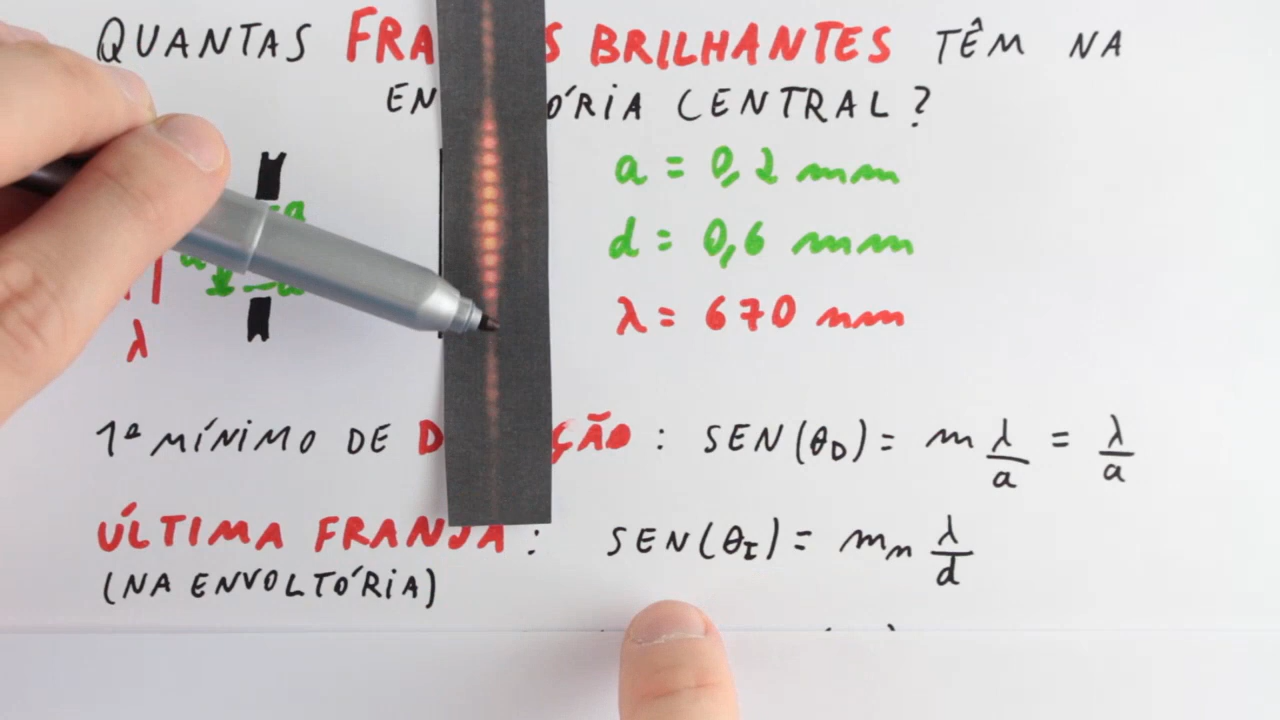 QUANTAS FRA S BRILHANTES TÊM NA
EN ÓRIA CENTRAL?
a = 0,2 mm
a
d = 0,6 mm
a
λ = 670 nm
λ
1º MÍNIMO DE D ÇÃO : SEN(θD) = m λ/a = λ/a
ÚLTIMA FRANJA : SEN(θI) = mm λ/d
(NA ENVOLTÓRIA)